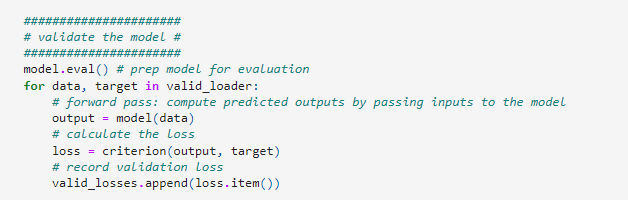 ######################
# validate the model #
######################
model.eval() # prep model for evaluation
for data, target in valid_loader:
    # forward pass: compute predicted outputs by passing inputs to the model
    output = model(data)
    # calculate the loss
    loss = criterion(output, target)
    # record validation loss
    valid_losses.append(loss.item())